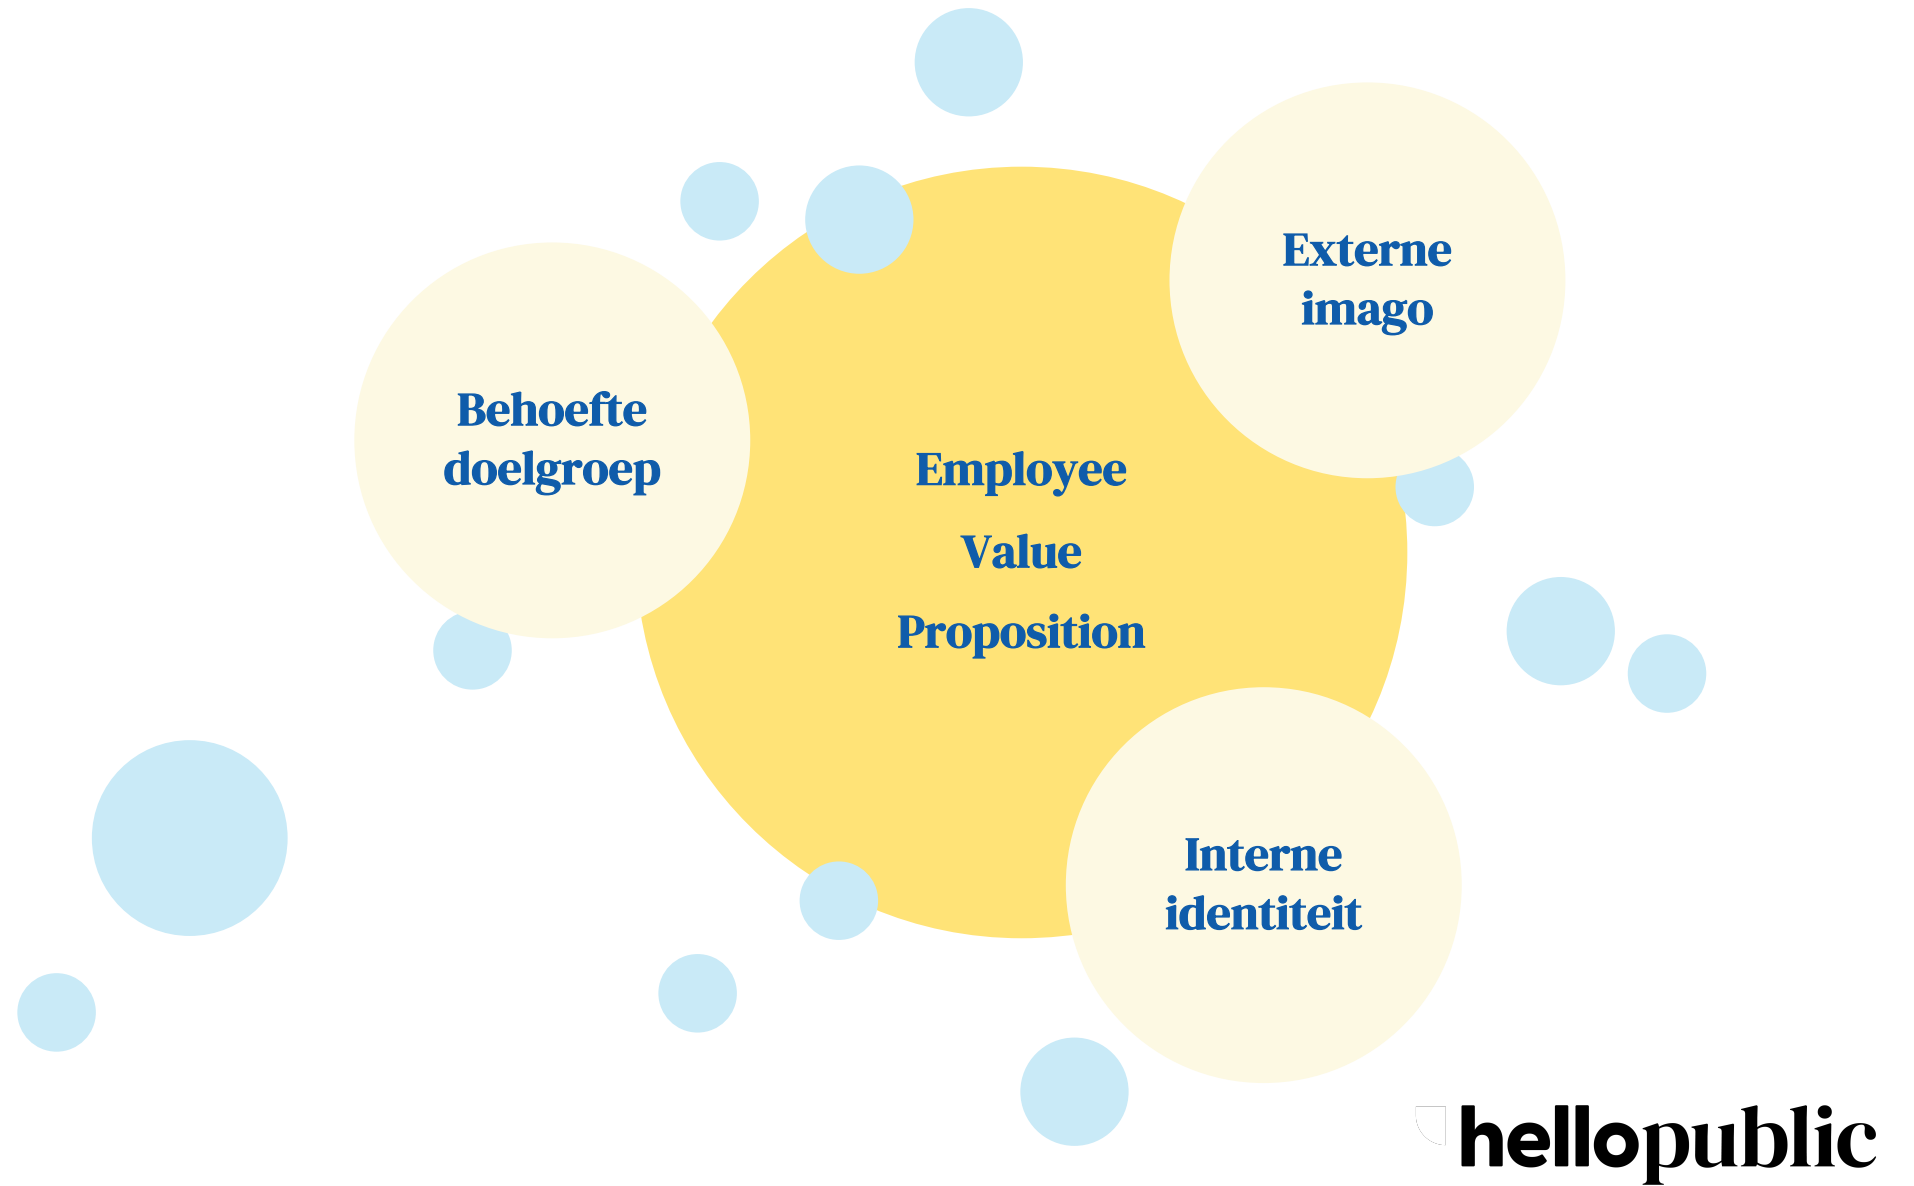 Externe
imago
Behoefte
doelgroep
Employee
Value
Proposition
Interne
identiteit
hellopublic